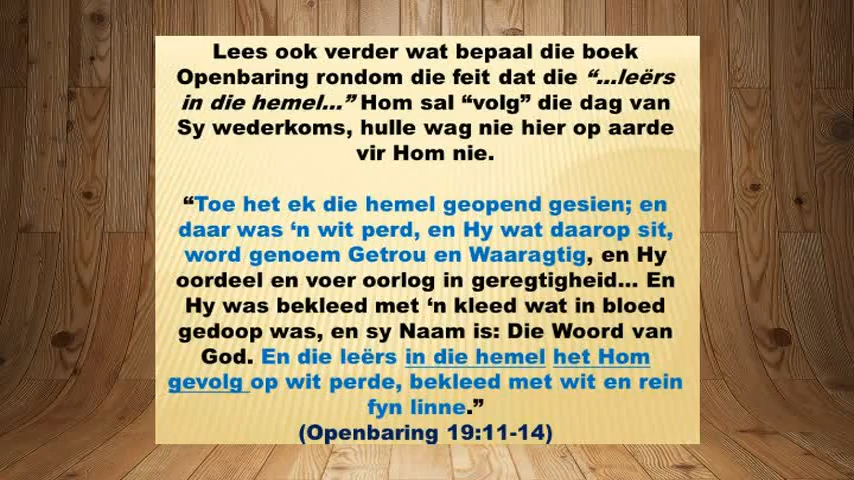 Lees ook verder wat bepaal die boek
Openbaring rondom die feit dat die “...leërs
in die hemel...” Hom sal “volg” die dag van
Sy wederkoms, hulle wag nie hier op aarde
vir Hom nie.
“Toe het ek die hemel geopend gesien; en
daar was ‘n wit perd, en Hy wat daarop sit,
word genoem Getrou en Waaragtig, en Hy
oordeel en voer oorlog in geregtigheid... En
Hy was bekleed met ‘n kleed wat in bloed
gedoop was, en sy Naam is: Die Woord van
God. En die leërs in die hemel het Hom
gevolg op wit perde, bekleed met wit en rein
fyn linne.”
(Openbaring 19:11-14)